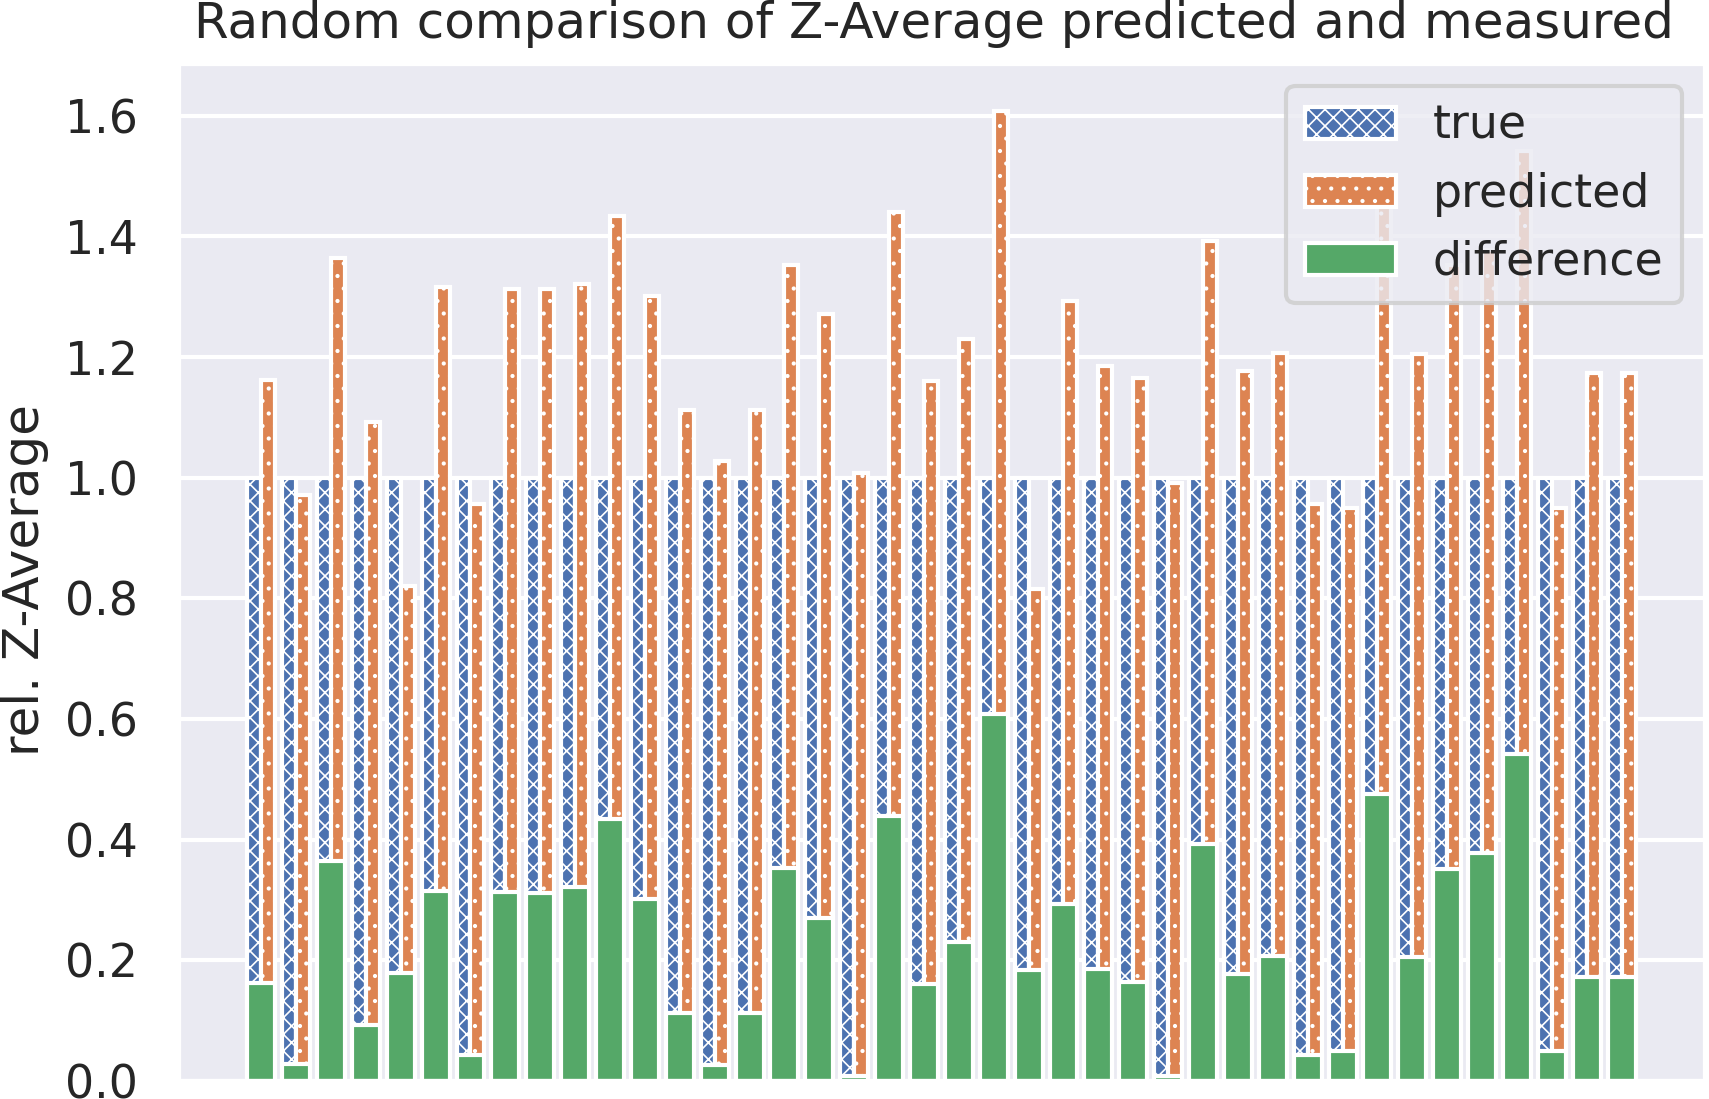 Random comparison of Z-Average predicted and measured
rel. Z-Average
1.6
1.4
1.2
1.0
0.8
0.6
0.4
0.2
0.0
true
predicted
difference